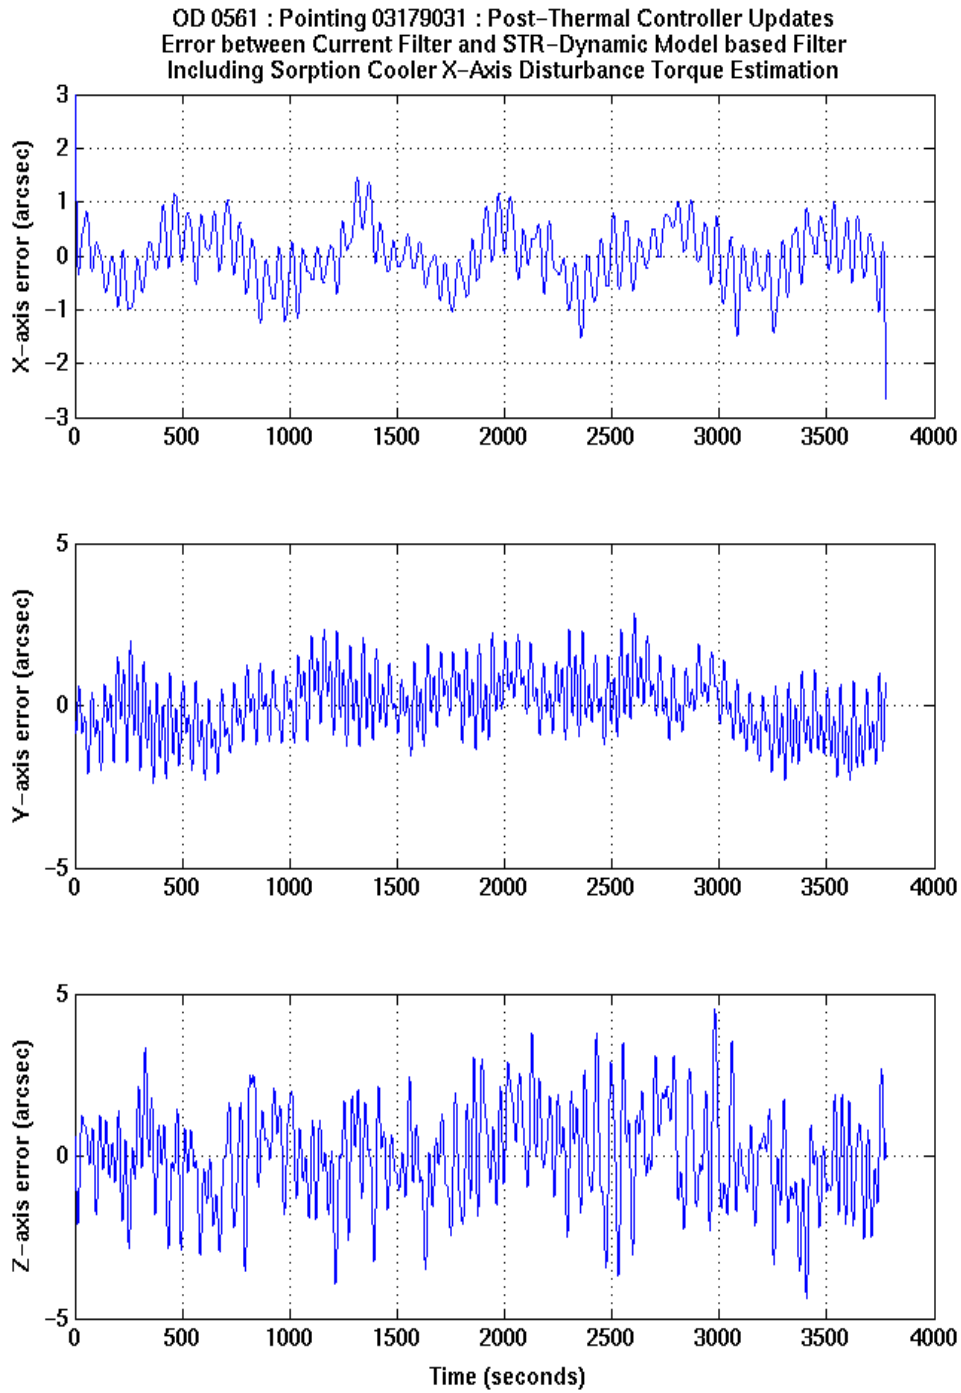 OD 0561 : Pointing 03179031 : Post-Thermal Controller Updates
Error between Current Filter and STR-Dynamic Model based Filter
Including Sorption Cooler X-Axis Disturbance Torque Estimation
X-axis error (arcsec)
3
2
1
0
-1
-2
-3
0 500 1000 1500 2000 2500 3000 3500 4000
Y-axis error (arcsec)
5
0
-5
0 500 1000 1500 2000 2500 3000 3500 4000
Z-axis error (arcsec)
5
0
-5
0 500 1000 1500 2000 2500 3000 3500 4000
Time (seconds)